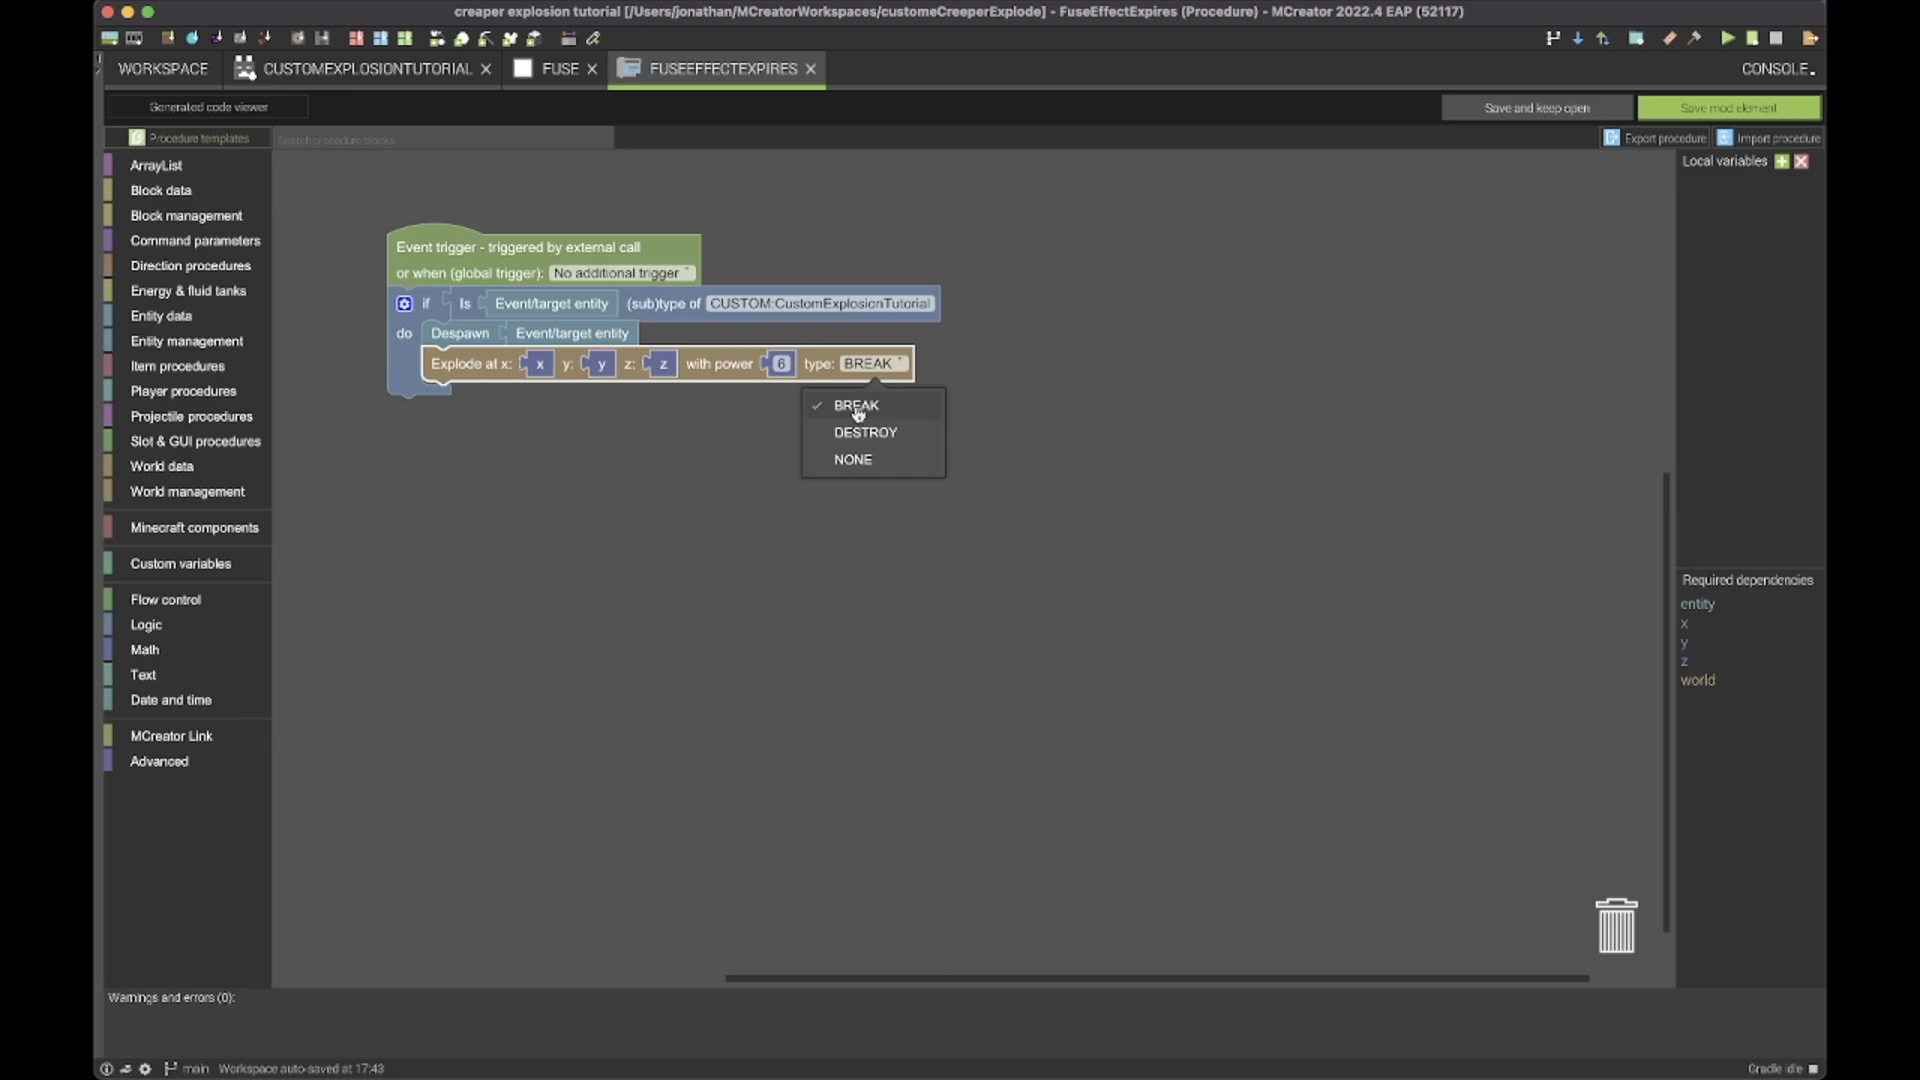 creaper explosion tutorial [/Users/jonathan/MCreatorWorkspaces/customeCreeperExplode] - FuseEffectExpires (Procedure) - MCreator 2022.4 EAP (52117)
WORKSPACE
CUSTOMEXPLOSIONTUTORIAL
FUSE
FUSEEFFECTEXPIRES
CONSOLE
Generated code viewer
Save and keep open
Save mod element
Procedure templates
Search procedure blocks
Export procedure
Import procedure
ArrayList
Block data
Block management
Command parameters
Direction procedures
Energy & fluid tanks
Entity data
Entity management
Item procedures
Player procedures
Projectile procedures
Slot & GUI procedures
World data
World management
Minecraft components
Custom variables
Flow control
Logic
Math
Text
Date and time
MCreator Link
Advanced
Event trigger - triggered by external call
or when (global trigger): No additional trigger
if Is Event/target entity (sub)type of CUSTOM:CustomExplosionTutorial
do Despawn Event/target entity
Explode at x: x y: y z: z with power 6 type: BREAK
BREAK
DESTROY
NONE
Local variables
Required dependencies
entity
x
y
z
world
Warnings and errors (0):
main Workspace auto-saved at 17:43
Gradle idle